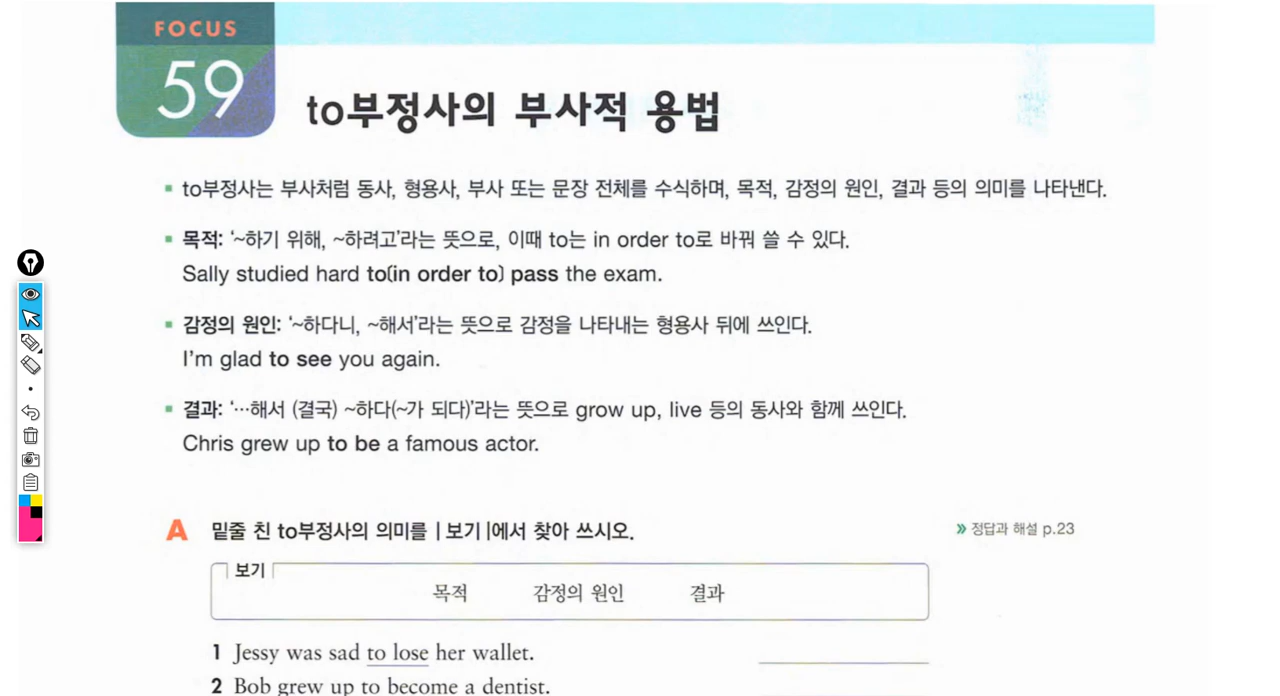 FOCUS
59
to부정사의 부사적 용법
▪ to부정사는 부사처럼 동사, 형용사, 부사 또는 문장 전체를 수식하며, 목적, 감정의 원인, 결과 등의 의미를 나타낸다.
▪ 목적: ‘~하기 위해, ~하려고’라는 뜻으로, 이때 to는 in order to로 바꿔 쓸 수 있다.
Sally studied hard to(in order to) pass the exam.
▪ 감정의 원인: ‘~하다니, ~해서’라는 뜻으로 감정을 나타내는 형용사 뒤에 쓰인다.
I'm glad to see you again.
▪ 결과: ‘…해서 (결국) ~하다(~가 되다)’라는 뜻으로 grow up, live 등의 동사와 함께 쓰인다.
Chris grew up to be a famous actor.
A 밑줄 친 to부정사의 의미를 |보기|에서 찾아 쓰시오.
» 정답과 해설 p.23
보기
목적 감정의 원인 결과
1 Jessy was sad to lose her wallet.
2 Bob grew up to become a dentist.